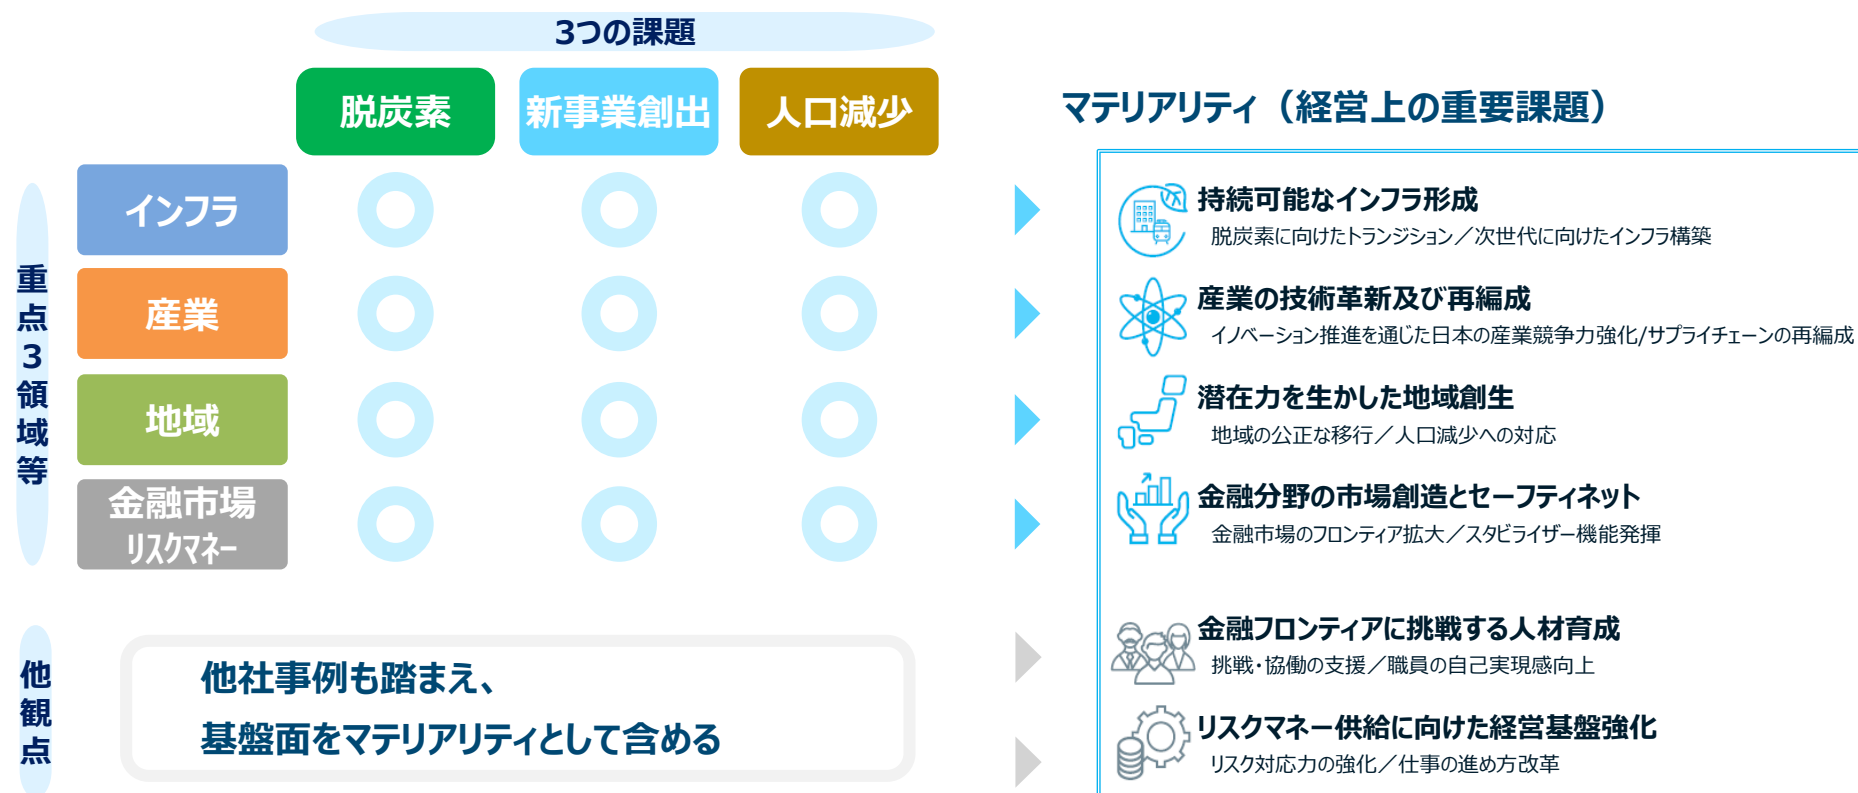 3つの課題
脱炭素
新事業創出
人口減少
重点3領域等
インフラ
産業
地域
金融市場
リスクマネー
他観点
他社事例も踏まえ、
基盤面をマテリアリティとして含める
マテリアリティ（経営上の重要課題）
持続可能なインフラ形成
脱炭素に向けたトランジション／次世代に向けたインフラ構築
産業の技術革新及び再編成
イノベーション推進を通じた日本の産業競争力強化/サプライチェーンの再編成
潜在力を生かした地域創生
地域の公正な移行／人口減少への対応
金融分野の市場創造とセーフティネット
金融市場のフロンティア拡大／スタビライザー機能発揮
金融フロンティアに挑戦する人材育成
挑戦・協働の支援／職員の自己実現感向上
リスクマネー供給に向けた経営基盤強化
リスク対応力の強化／仕事の進め方改革